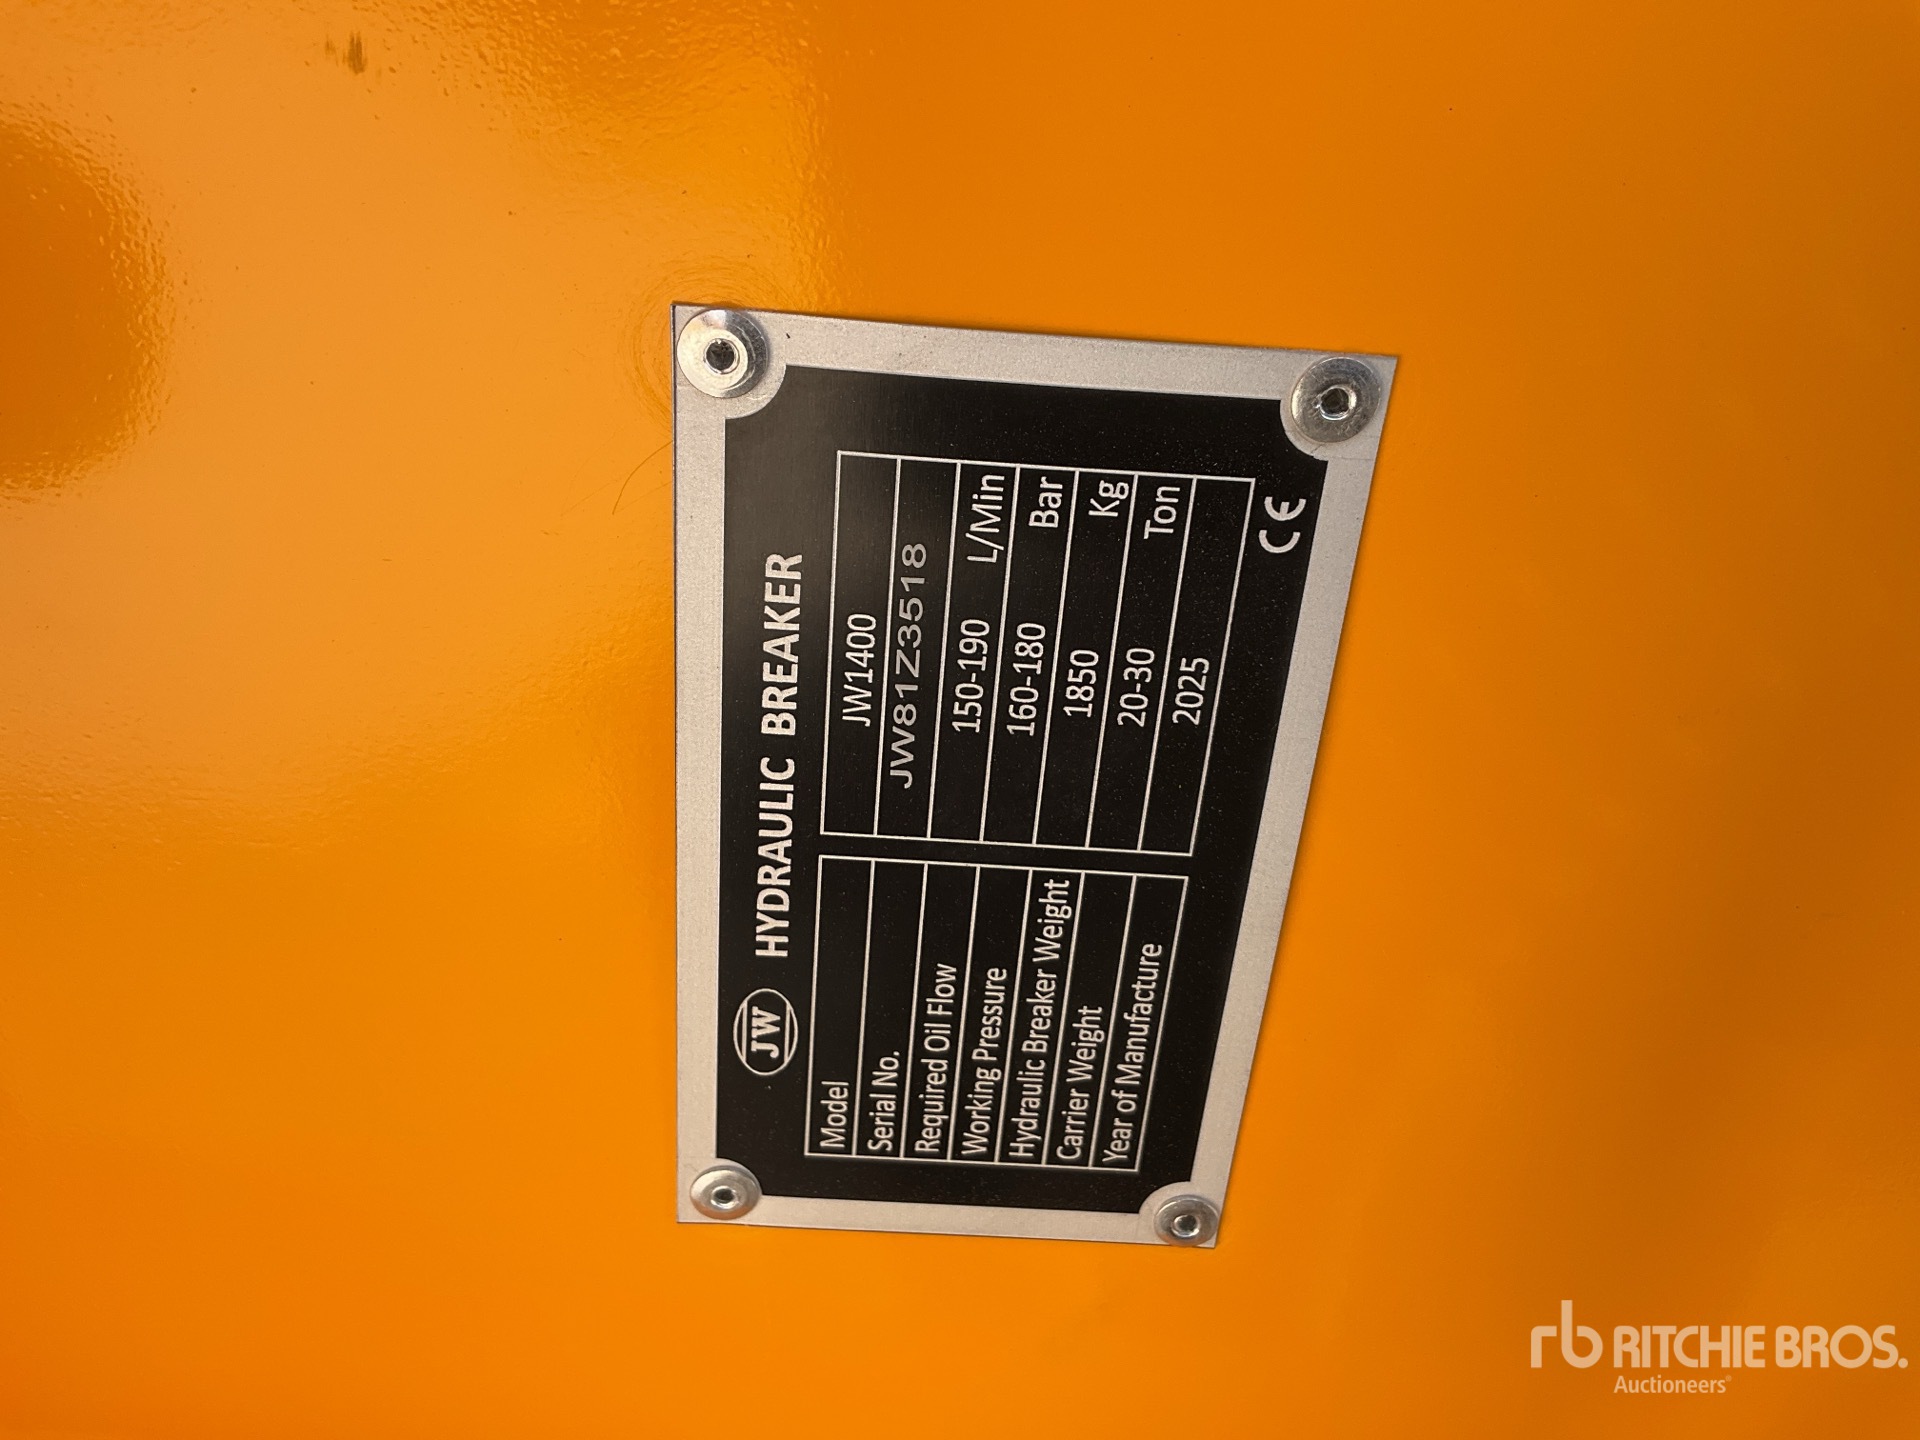 JW HYDRAULIC BREAKER
Model JW1400
Serial No. JW81Z3518
Required Oil Flow 150-190 L/Min
Working Pressure 160-180 Bar
Hydraulic Breaker Weight 1850 Kg
Carrier Weight 20-30 Ton
Year of Manufacture 2025
CE
rb RITCHIE BROS.
Auctioneers®